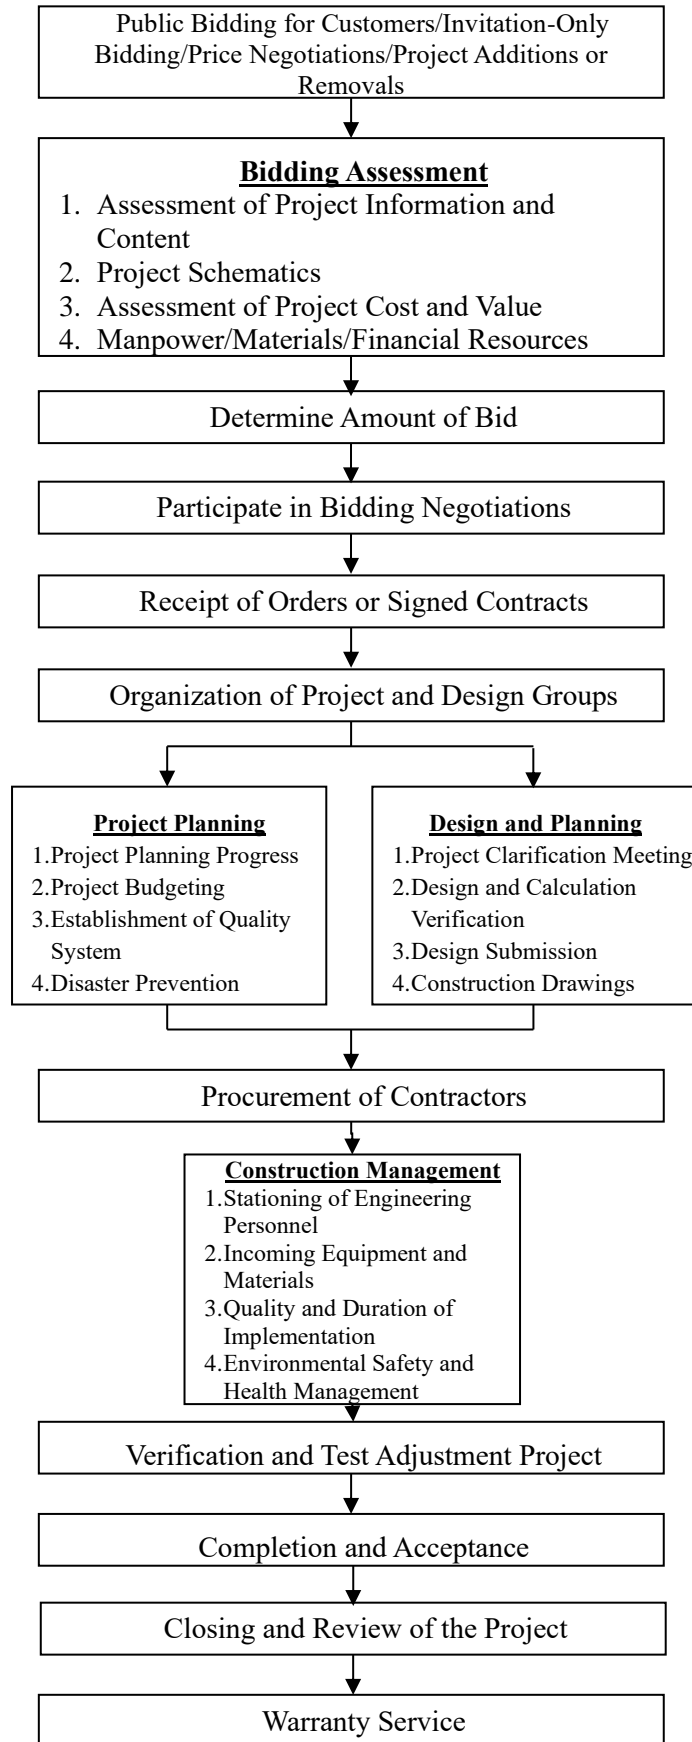 Public Bidding for Customers/Invitation-Only
Bidding/Price Negotiations/Project Additions or
Removals
Bidding Assessment
1. Assessment of Project Information and
Content
2. Project Schematics
3. Assessment of Project Cost and Value
4. Manpower/Materials/Financial Resources
Determine Amount of Bid
Participate in Bidding Negotiations
Receipt of Orders or Signed Contracts
Organization of Project and Design Groups
Project Planning
1.Project Planning Progress
2.Project Budgeting
3.Establishment of Quality
System
4.Disaster Prevention
Design and Planning
1.Project Clarification Meeting
2.Design and Calculation
Verification
3.Design Submission
4.Construction Drawings
Procurement of Contractors
Construction Management
1.Stationing of Engineering
Personnel
2.Incoming Equipment and
Materials
3.Quality and Duration of
Implementation
4.Environmental Safety and
Health Management
Verification and Test Adjustment Project
Completion and Acceptance
Closing and Review of the Project
Warranty Service